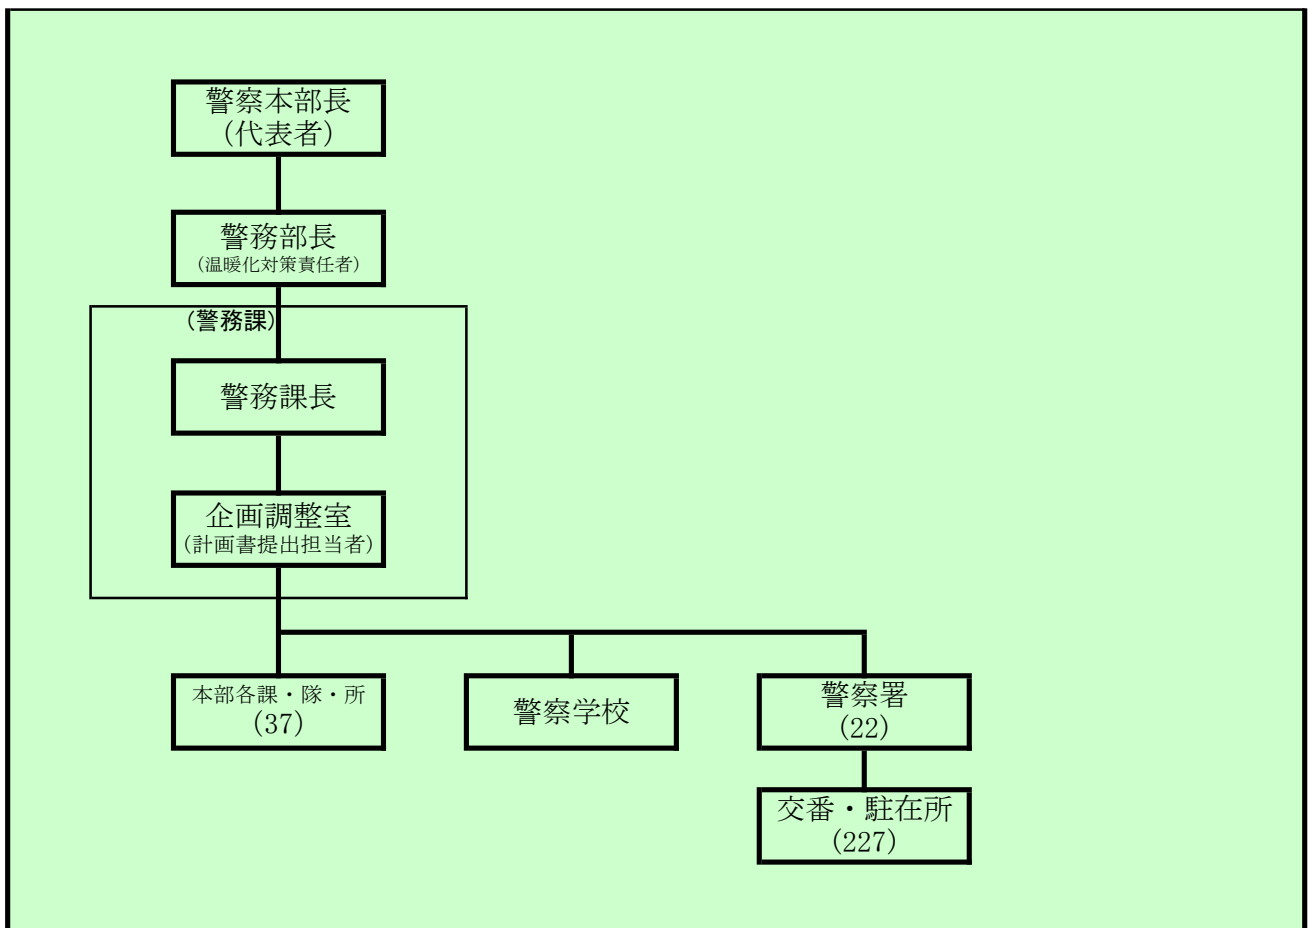 警察本部長
（代表者）
警務部長
（温暖化対策責任者）
（警務課）
警務課長
企画調整室
（計画書提出担当者）
本部各課・隊・所
（37）
警察学校
警察署
（22）
交番・駐在所
（227）